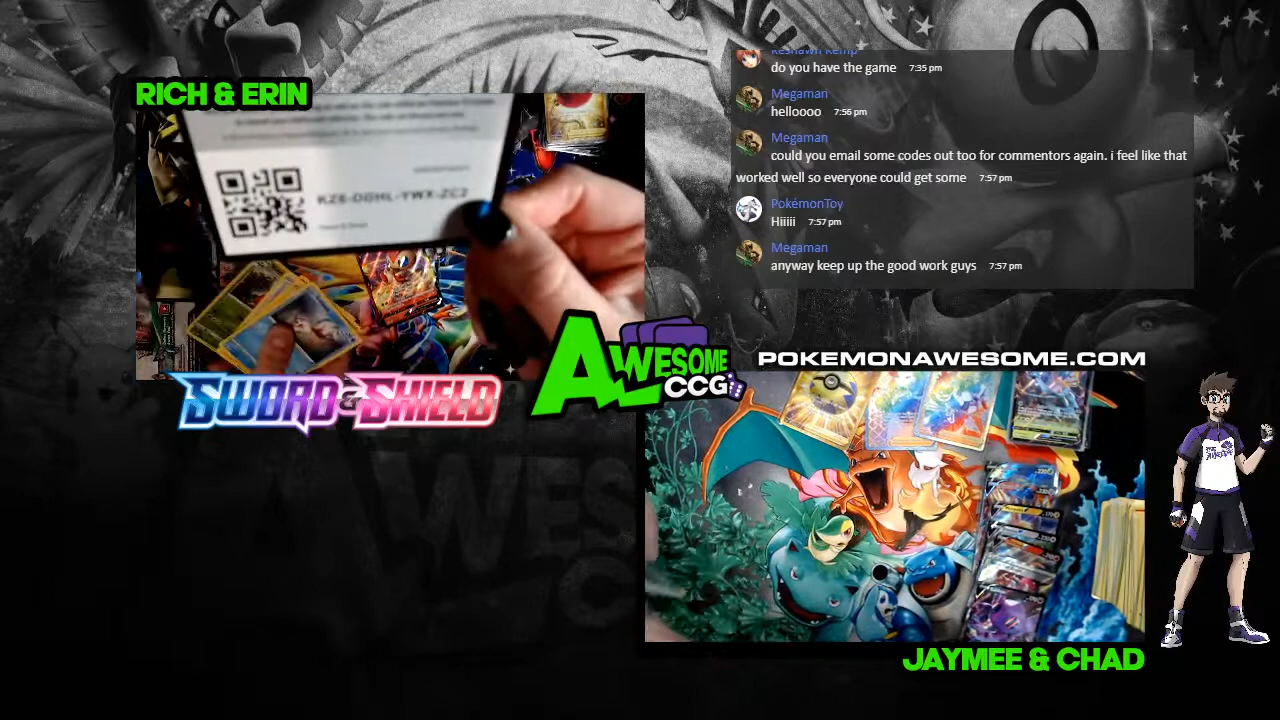 RICH & ERIN
do you have the game 7:35 pm
Megaman
helloooo 7:56 pm
Megaman
could you email some codes out too for commentors again. i feel like that
worked well so everyone could get some 7:57 pm
PokémonToy
Hiiiii 7:57 pm
Megaman
anyway keep up the good work guys 7:57 pm
SWORD & SHIELD
AWESOME
CCG
POKEMONAWESOME.COM
JAYMEE & CHAD